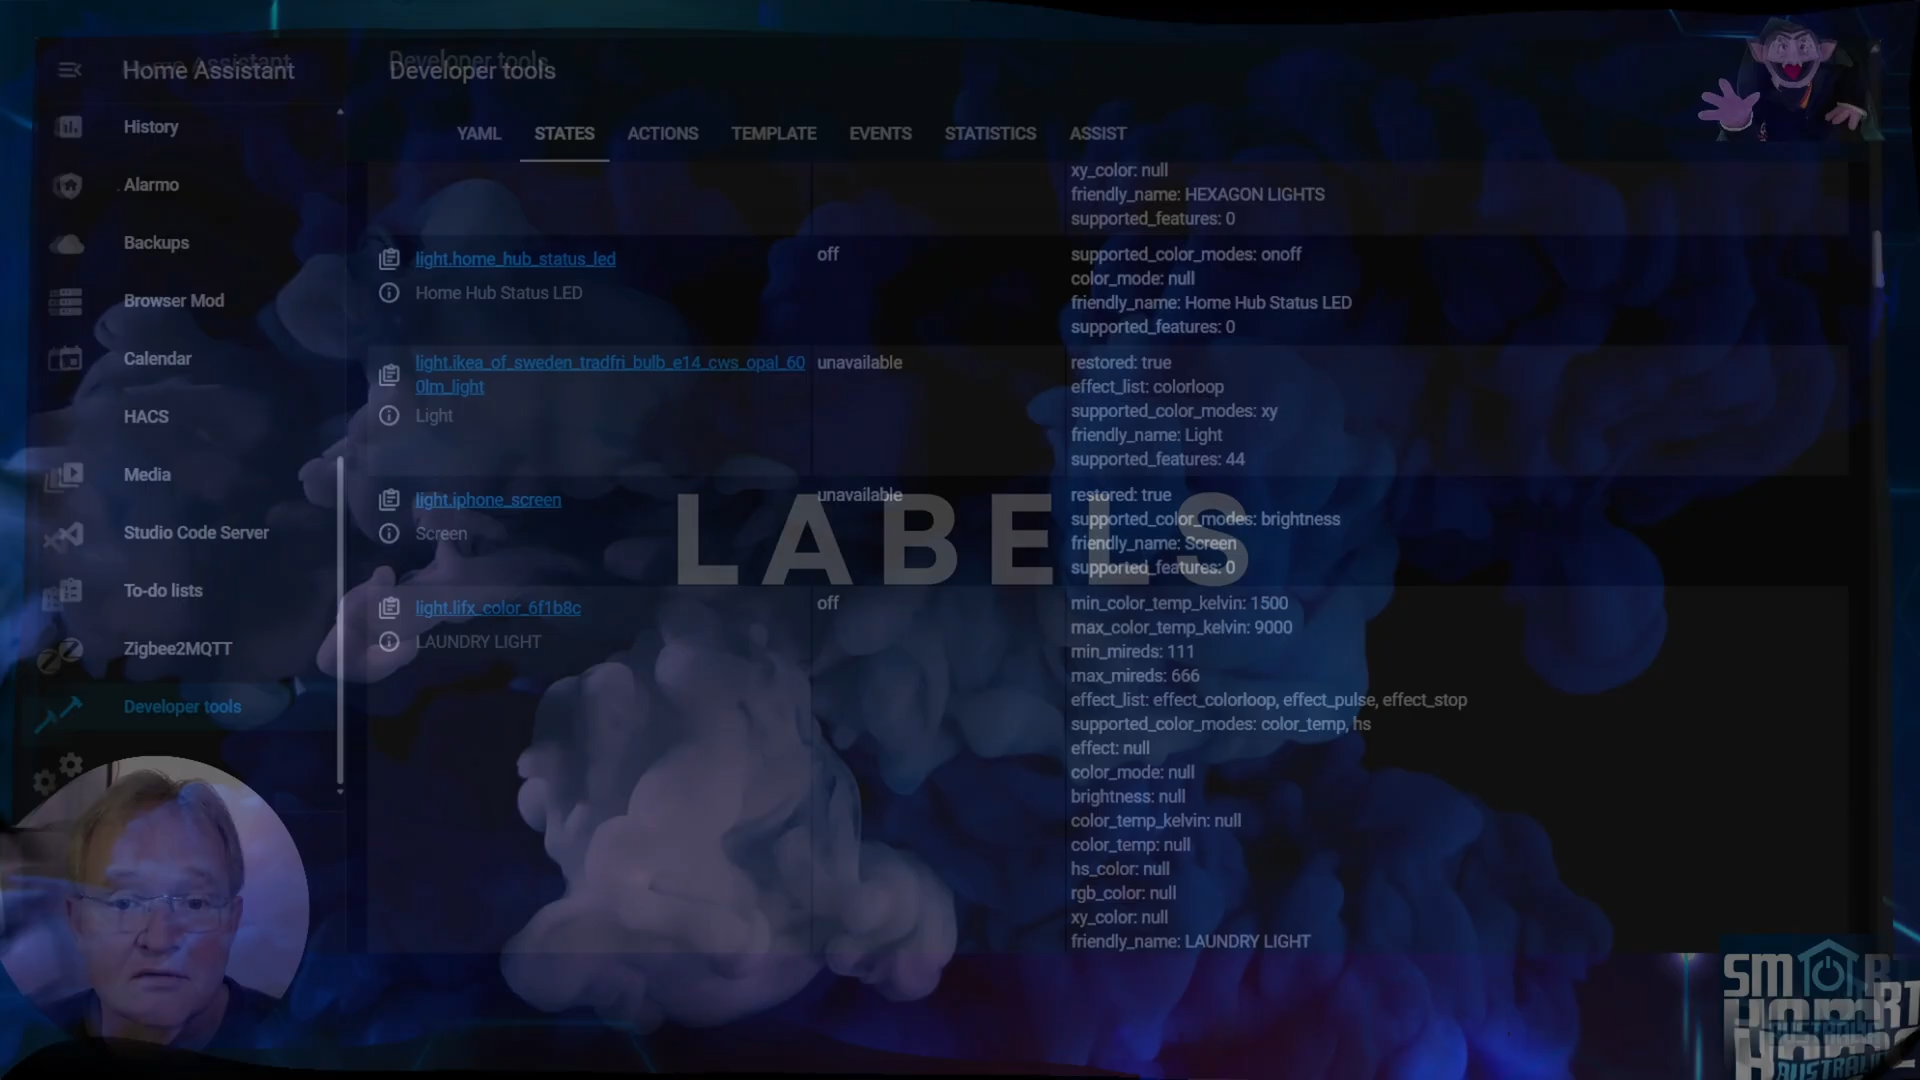 Home Assistant
Developer tools
Developer tools
History
Alarmo
Backups
Browser Mod
Calendar
HACS
Media
Studio Code Server
To-do lists
Zigbee2MQTT
Developer tools
YAML STATES ACTIONS TEMPLATE EVENTS STATISTICS ASSIST
xy_color: null
friendly_name: HEXAGON LIGHTS
supported_features: 0
light.home_hub_status_led
Home Hub Status LED
off
supported_color_modes: onoff
color_mode: null
friendly_name: Home Hub Status LED
supported_features: 0
light.ikea_of_sweden_tradfri_bulb_e14_cws_opal_60
0lm_light
Light
unavailable
restored: true
effect_list: colorloop
supported_color_modes: xy
friendly_name: Light
supported_features: 44
light.iphone_screen
Screen
unavailable
restored: true
supported_color_modes: brightness
friendly_name: Screen
supported_features: 0
LABELS
light.lifx_color_6f1b8c
LAUNDRY LIGHT
off
min_color_temp_kelvin: 1500
max_color_temp_kelvin: 9000
min_mireds: 111
max_mireds: 666
effect_list: effect_colorloop, effect_pulse, effect_stop
supported_color_modes: color_temp, hs
effect: null
color_mode: null
brightness: null
color_temp_kelvin: null
color_temp: null
hs_color: null
rgb_color: null
xy_color: null
friendly_name: LAUNDRY LIGHT